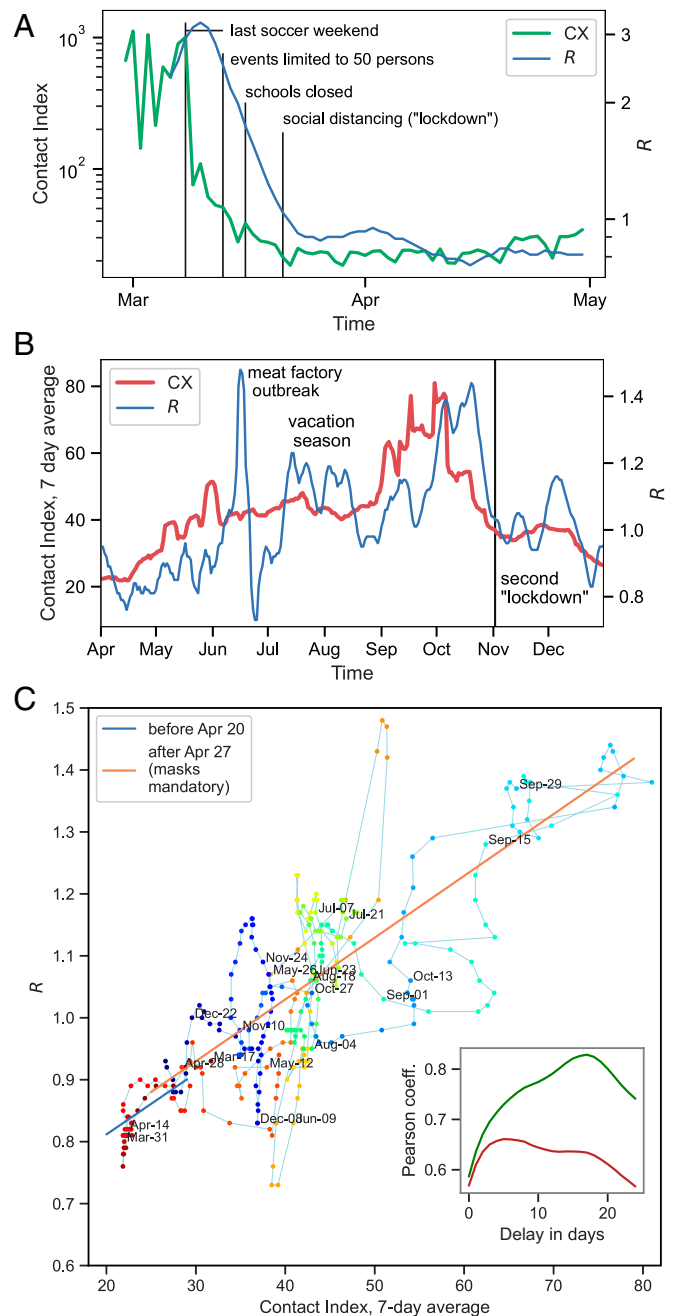 A
10³
10²
Contact Index
CX
R
last soccer weekend
events limited to 50 persons
schools closed
social distancing ("lockdown")
3
2
1
R
Mar
Apr
May
Time
B
80
60
40
20
Contact Index, 7 day average
CX
R
meat factory
outbreak
vacation
season
second
"lockdown"
1.4
1.2
1.0
0.8
R
Apr
May
Jun
Jul
Aug
Sep
Oct
Nov
Dec
Time
C
1.5
1.4
1.3
1.2
1.1
1.0
0.9
0.8
0.7
0.6
R
before Apr 20
after Apr 27
(masks
mandatory)
Sep-29
Sep-15
Jul-07
Jul-21
Nov-24
May-26
Jun-23
Aug-18
Oct-27
Oct-13
Sep-01
Dec-22
Nov-10
Aug-04
Mar-17
Apr-28
May-12
Dec-08
Jun-09
Apr-14
Mar-31
Pearson coeff.
0.8
0.7
0.6
0
10
20
Delay in days
20
30
40
50
60
70
80
Contact Index, 7-day average